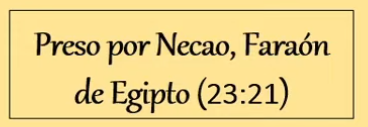 Preso por Necao, Faraón
de Egipto (23:21)